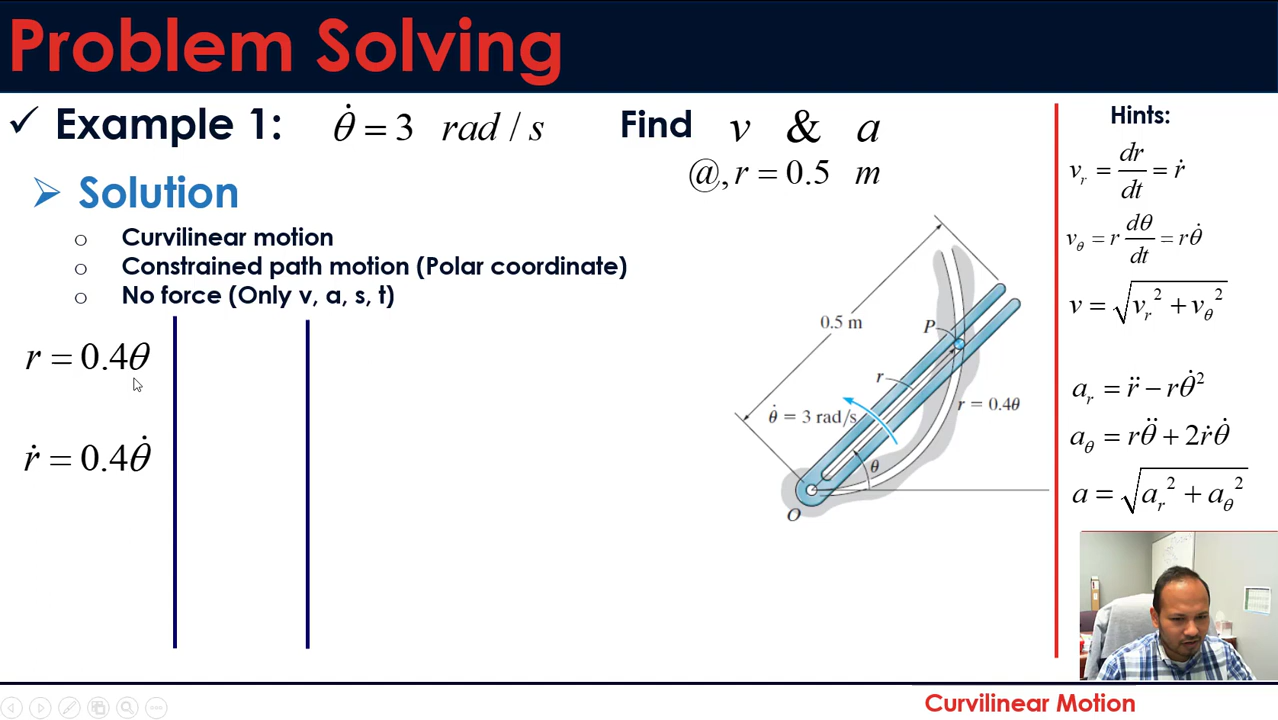 Problem Solving
✓ Example 1: θ̇ = 3 rad / s Find v & a
@, r = 0.5 m
➢ Solution
o Curvilinear motion
o Constrained path motion (Polar coordinate)
o No force (Only v, a, s, t)
r = 0.4θ
ṙ = 0.4θ̇
0.5 m
P
r
θ̇ = 3 rad/s
r = 0.4θ
θ
O
Hints:
v_r = dr/dt = ṙ
v_θ = r dθ/dt = rθ̇
v = √(v_r² + v_θ²)
a_r = r̈ − rθ̇²
a_θ = rθ̈ + 2ṙθ̇
a = √(a_r² + a_θ²)
Curvilinear Motion